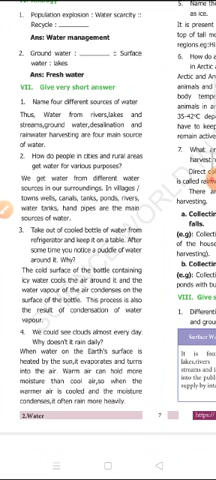 1. Population explosion : Water scarcity ::
Recycle : ____________
Ans: Water management
2. Ground water : ____________ :: Surface
water : lakes
Ans: Fresh water
VII. Give very short answer
1. Name four different sources of water
Thus, Water from rivers,lakes and
streams,ground water,desalination and
rainwater harvesting are four main source
of water.
2. How do people in cities and rural areas
get water for various purposes?
We get water from different water
sources in our surroundings. In villages /
towns wells, canals, tanks, ponds, rivers,
water tanks, hand pipes are the main
sources of water.
3. Take out of cooled bottle of water from
refrigerator and keep it on a table. After
some time you notice a puddle of water
around it. Why?
The cold surface of the bottle containing
icy water cools the air around it and the
water vapour of the air condenses on the
surface of the bottle. This process is also
the result of condensation of water
vapour.
4. We could see clouds almost every day.
Why doesn't it rain daily?
When water on the Earth's surface is
heated by the sun,it evaporates and turns
into the air. Warm air can hold more
moisture than cool air,so when the
warmer air is cooled and the moisture
condenses,it often rain more heavily.
2.Water
7
https://
5. Name the
as ice.
It is present
top of tall mo
regions.eg:Hi
6. How do a
in Arctic a
Arctic and An
animals and
body temp
animals in a
35-42°C dep
have to keep
remain active
7. What ar
harvest
Direct col
is called rainf
There ar
harvesting.
a. Collectin
falls.
(e.g): Collecti
of the house
harvesting).
b. Collecti
(e.g): Collecti
ponds with bu
VIII. Give s
1. Differenti
and grou
Surface Wa
It is fou
lakes,rivers
streams and i
into the publi
supply by int